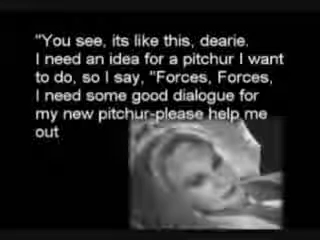 "You see, its like this, dearie.
I need an idea for a pitchur I want
to do, so I say, "Forces, Forces,
I need some good dialogue for
my new pitchur-please help me
out